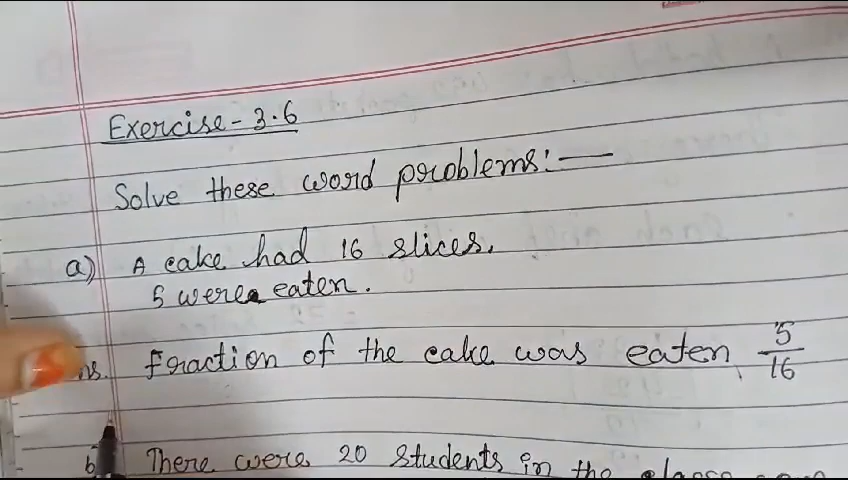 Exercise - 3.6
Solve these word problems:—
a) A cake had 16 slices.
5 were eaten.
ns. fraction of the cake was eaten 5/16
b There were 20 students in the